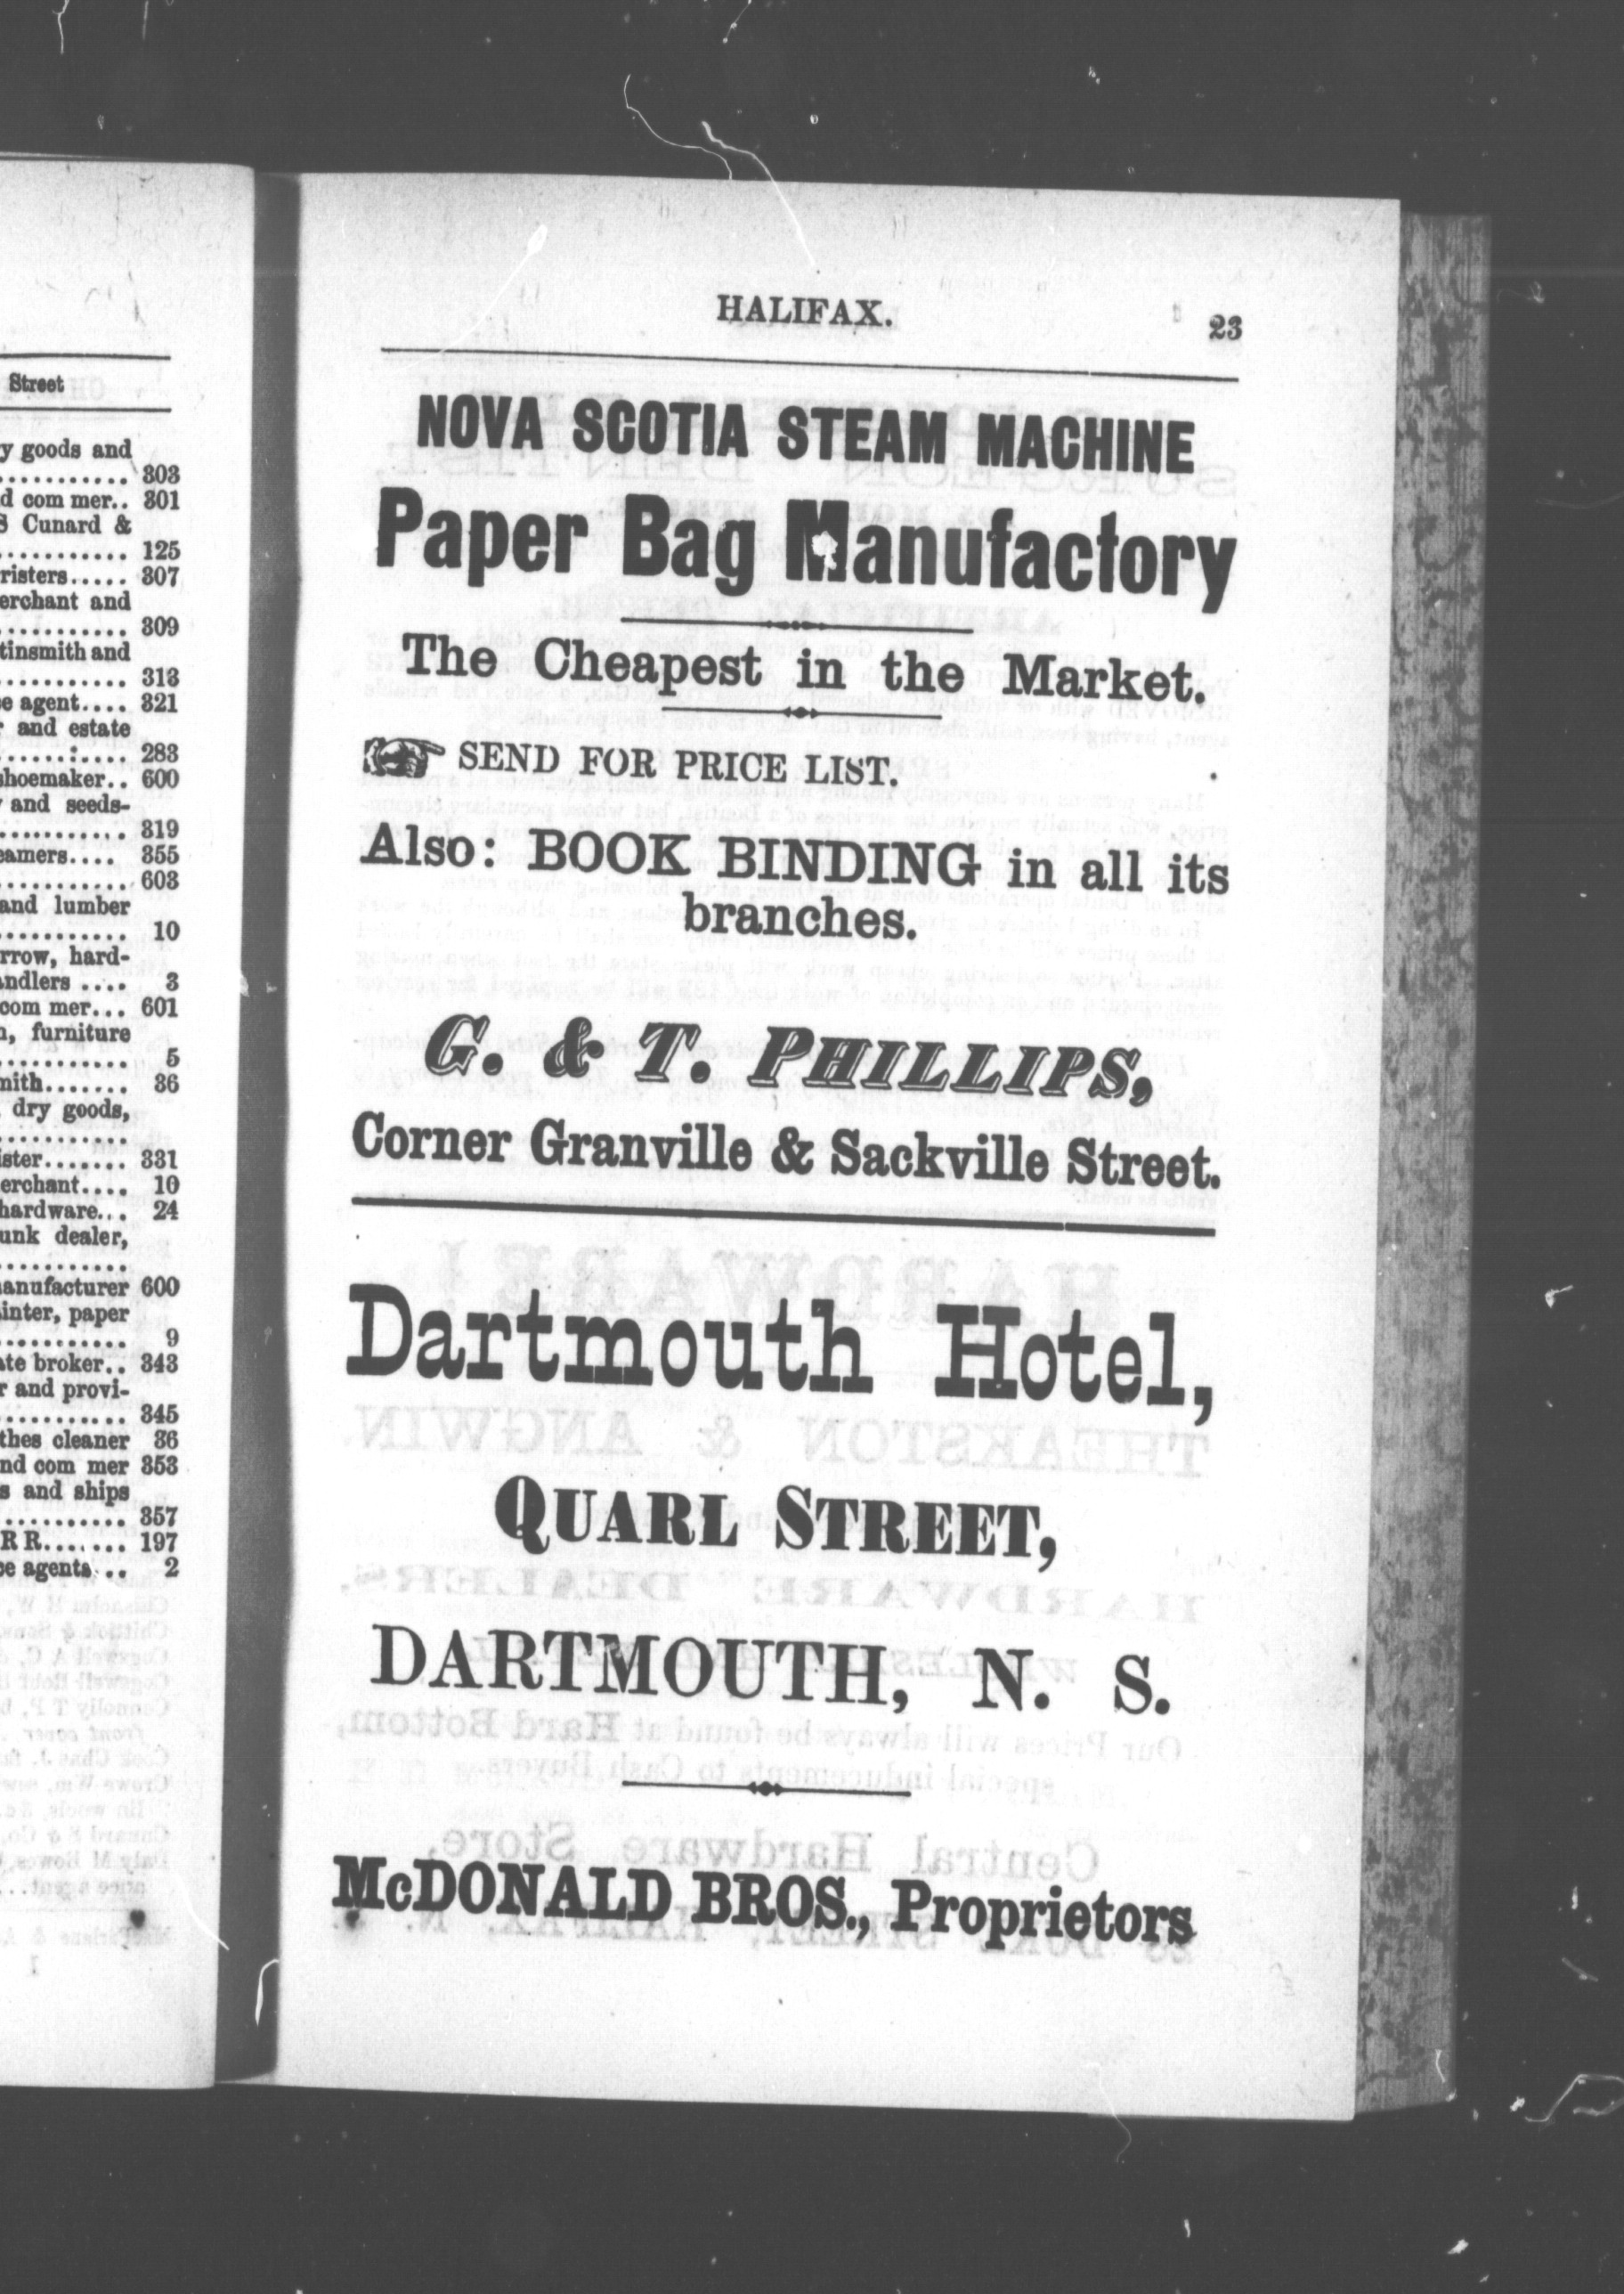 Street
y goods and
........... 303
d com mer.. 301
S Cunard &
........... 125
risters..... 307
erchant and
........... 309
tinsmith and
........... 313
e agent.... 321
and estate
........... 283
shoemaker.. 600
and seeds-
........... 319
eamers.... 355
........... 603
and lumber
........... 10
rrow, hard-
andlers .... 3
com mer... 601
, furniture
........... 5
mith....... 36
dry goods,
...........
ister....... 331
erchant.... 10
hardware... 24
unk dealer,
...........
anufacturer 600
inter, paper
........... 9
ate broker.. 343
r and provi-
........... 345
thes cleaner 36
nd com mer 353
s and ships
........... 357
R R....... 197
ce agents... 2
HALIFAX. 23
NOVA SCOTIA STEAM MACHINE
Paper Bag Manufactory
The Cheapest in the Market.
☞ SEND FOR PRICE LIST.
Also: BOOK BINDING in all its
branches.
G. & T. PHILLIPS,
Corner Granville & Sackville Street.
Dartmouth Hotel,
QUARL STREET,
DARTMOUTH, N. S.
McDONALD BROS., Proprietors